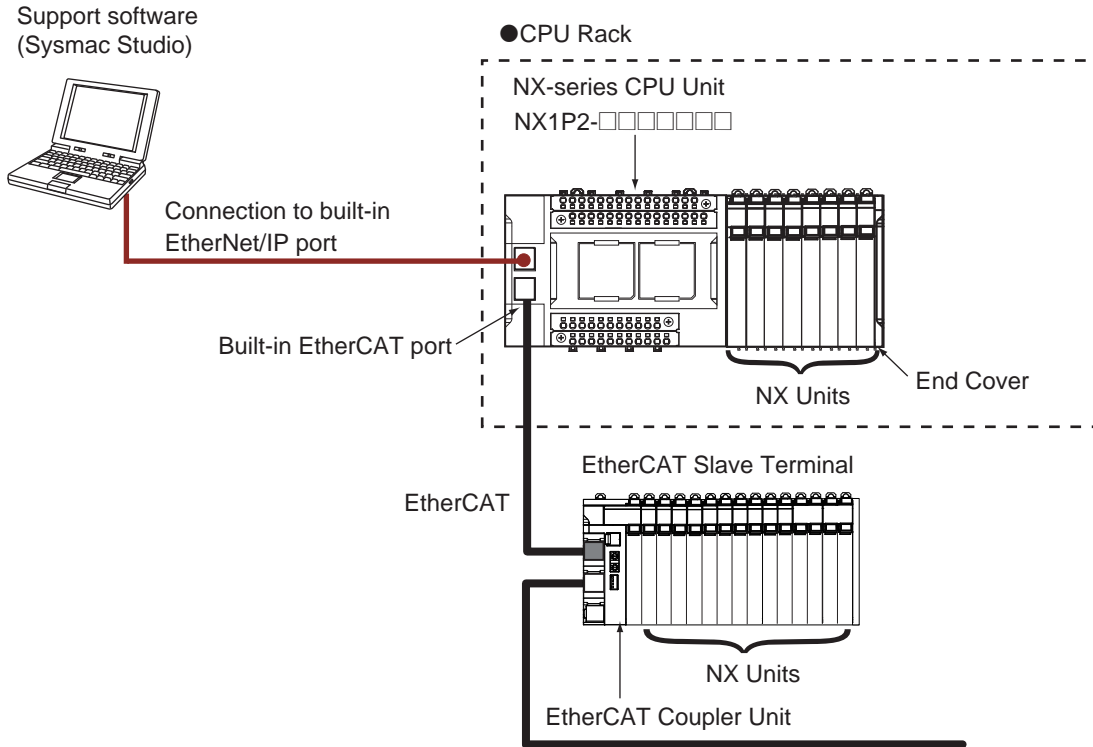 Support software
(Sysmac Studio)
●CPU Rack
NX-series CPU Unit
NX1P2-□□□□□□□
Connection to built-in
EtherNet/IP port
Built-in EtherCAT port
End Cover
NX Units
EtherCAT Slave Terminal
EtherCAT
NX Units
EtherCAT Coupler Unit